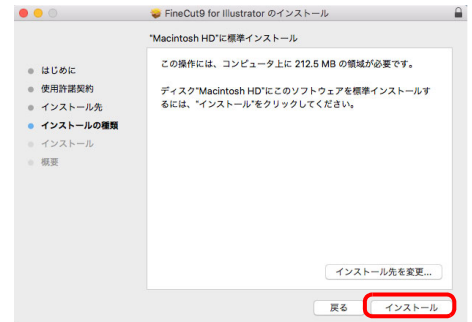 FineCut9 for Illustrator のインストール
"Macintosh HD"に標準インストール
はじめに
使用許諾契約
インストール先
インストールの種類
インストール
概要
この操作には、コンピュータ上に 212.5 MB の領域が必要です。
ディスク"Macintosh HD"にこのソフトウェアを標準インストールす
るには、"インストール"をクリックしてください。
インストール先を変更...
戻る
インストール